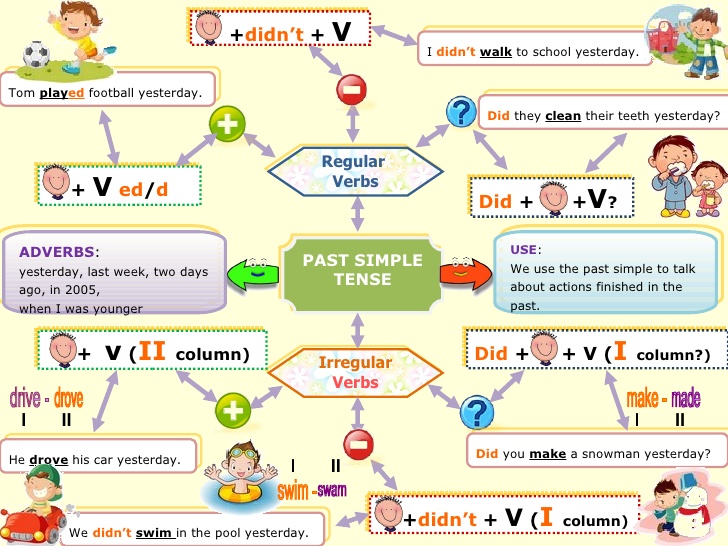 +didn't + V
I didn't walk to school yesterday.
Tom played football yesterday.
Did they clean their teeth yesterday?
Regular
Verbs
+ V ed/d
Did + +V?
ADVERBS:
yesterday, last week, two days
ago, in 2005,
when I was younger
PAST SIMPLE
TENSE
USE:
We use the past simple to talk
about actions finished in the
past.
+ V (II column)
Irregular
Verbs
Did + + V (I column?)
drive - drove
I II
make - made
I II
He drove his car yesterday.
Did you make a snowman yesterday?
I II
swim - swam
We didn't swim in the pool yesterday.
+didn't + V (I column)